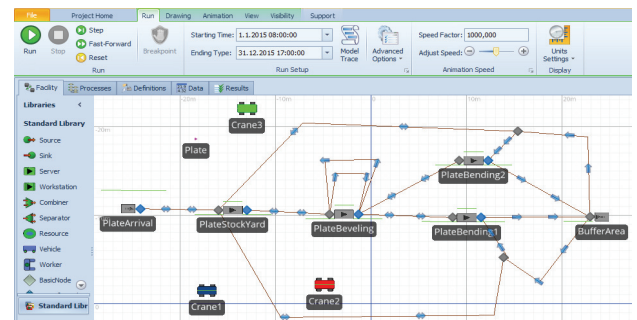 File Project Home Run Drawing Animation View Visibility Support
Run Stop Step Fast-Forward Reset
Breakpoint
Starting Time: 1.1.2015 08:00:00
Ending Type: 31.12.2015 17:00:00
Model Trace
Advanced Options
Speed Factor: 1000,000
Adjust Speed:
Units Settings
Run Run Setup Animation Speed Display
Facility Processes Definitions Data Results
Libraries <
Standard Library
Source
Sink
Server
Workstation
Combiner
Separator
Resource
Vehicle
Worker
BasicNode
Standard Libr
-10m 0 10m 20m
Crane3
Plate
PlateBending2
PlateArrival
PlateStockYard
PlateBeveling
PlateBending1
BufferArea
Crane1
Crane2